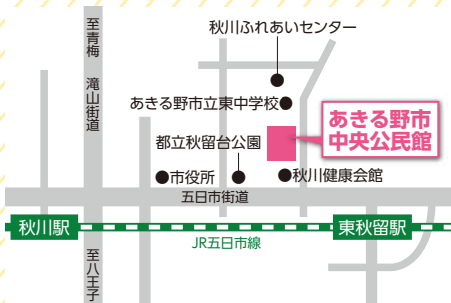 至青梅
滝山街道
秋川ふれあいセンター
あきる野市立東中学校
都立秋留台公園
あきる野市
中央公民館
市役所
秋川健康会館
五日市街道
秋川駅
東秋留駅
JR五日市線
至八王子